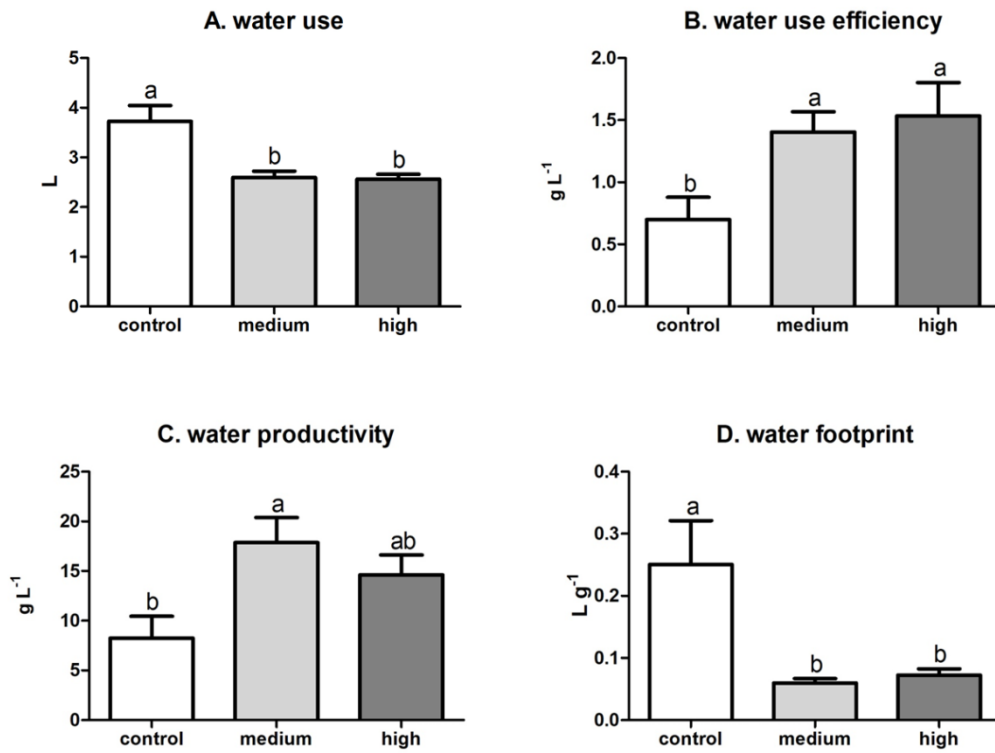 A. water use
5
4
3
2
1
0
L
a
b
b
control medium high
B. water use efficiency
2.0
1.5
1.0
0.5
0.0
g L⁻¹
b
a
a
control medium high
C. water productivity
25
20
15
10
5
0
g L⁻¹
b
a
ab
control medium high
D. water footprint
0.4
0.3
0.2
0.1
0.0
L g⁻¹
a
b
b
control medium high